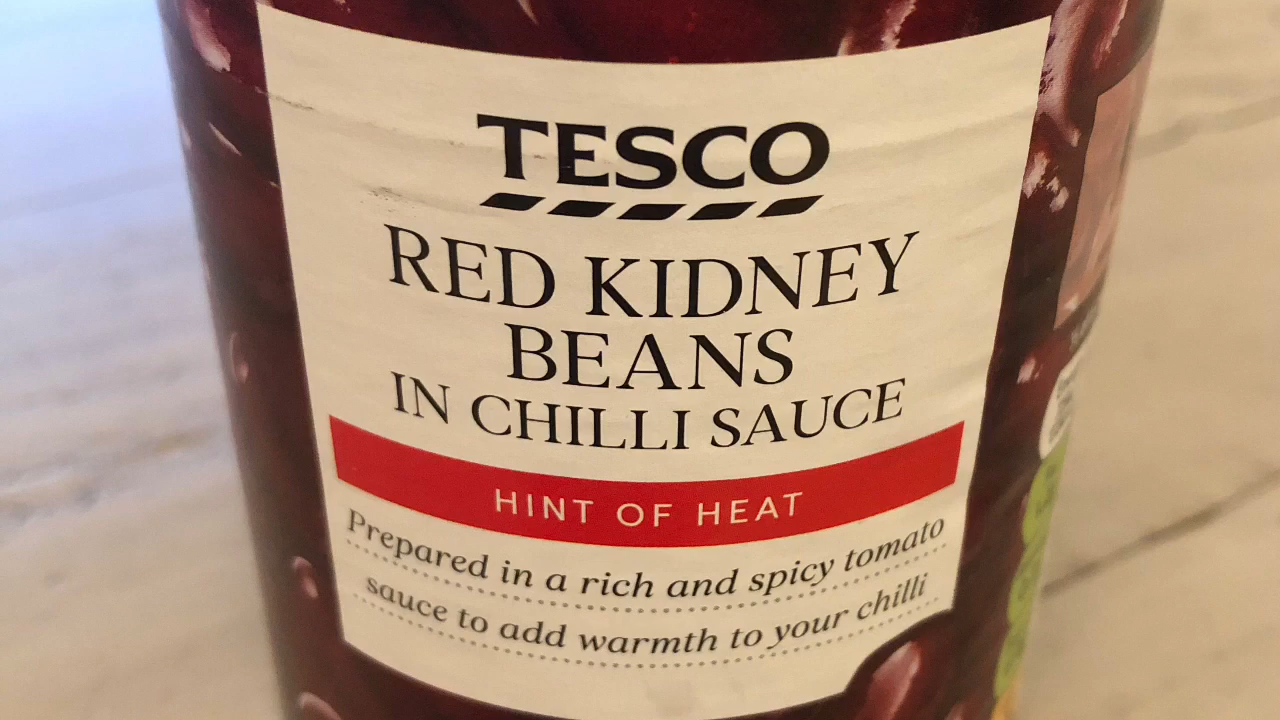 TESCO
RED KIDNEY
BEANS
IN CHILLI SAUCE
HINT OF HEAT
Prepared in a rich and spicy tomato
sauce to add warmth to your chilli